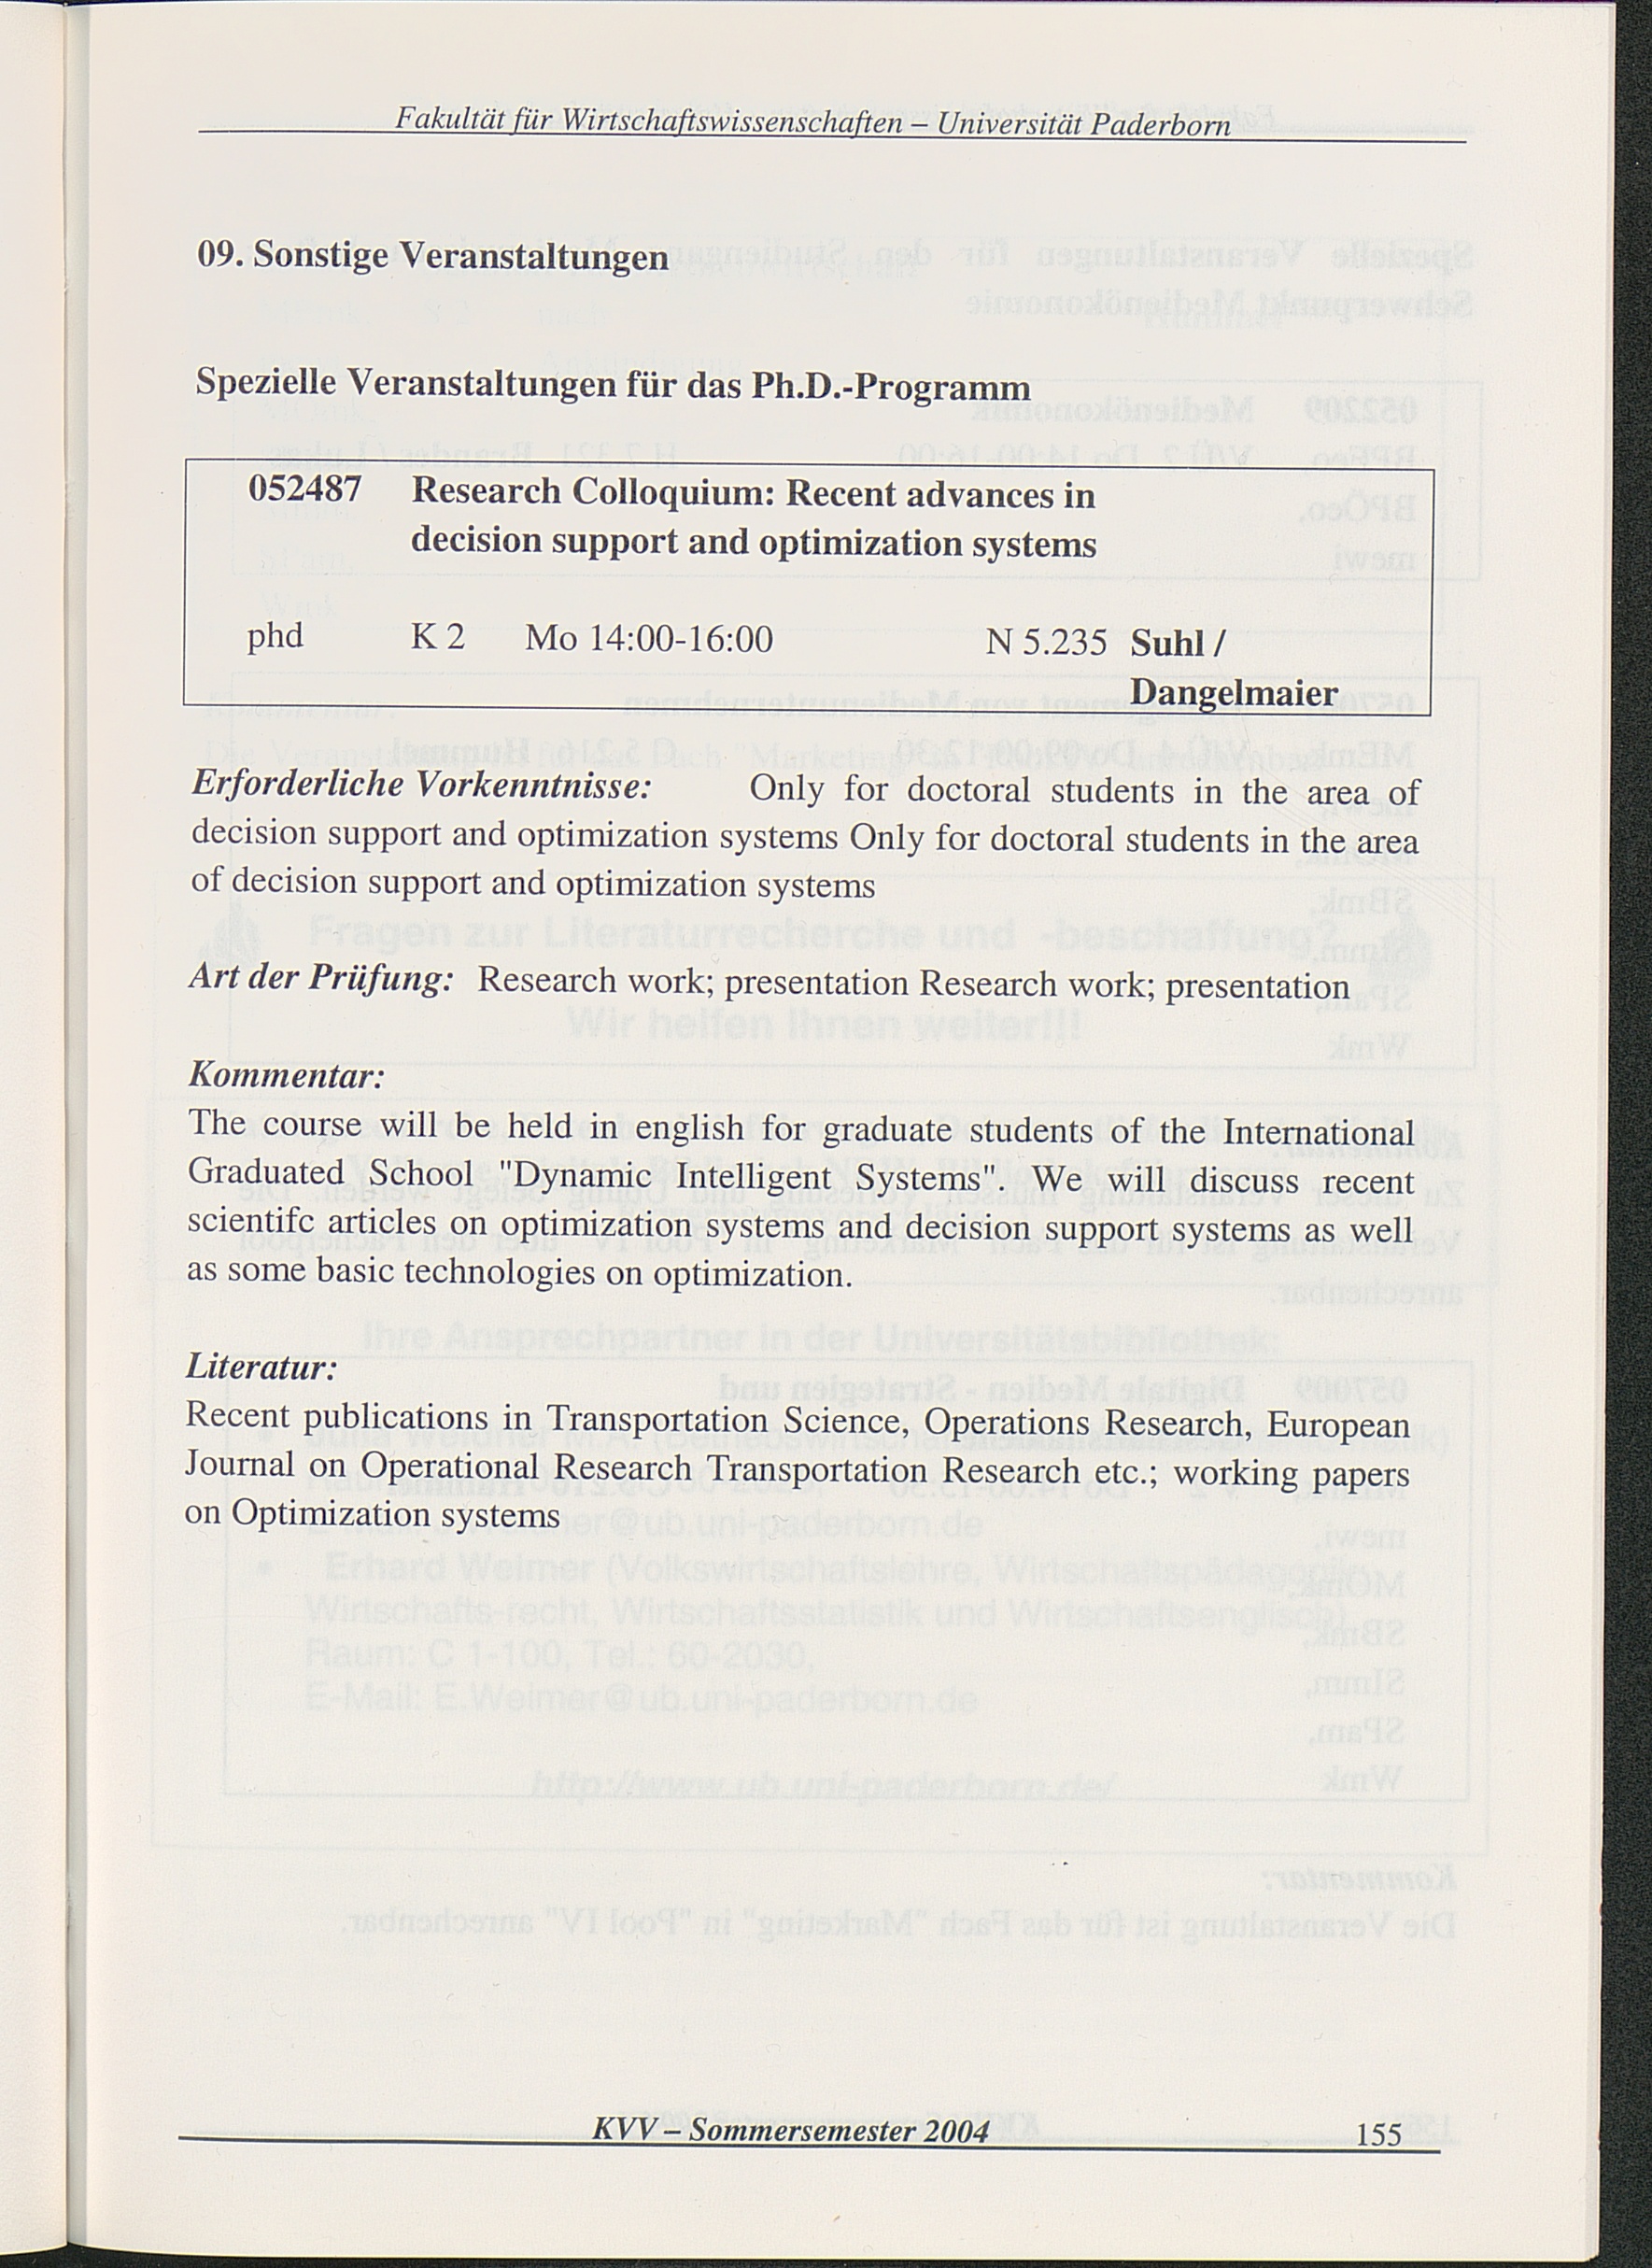 Fakultät für Wirtschaftswissenschaften – Universität Paderborn
09. Sonstige Veranstaltungen
Spezielle Veranstaltungen für das Ph.D.-Programm
052487 Research Colloquium: Recent advances in
decision support and optimization systems
phd K 2 Mo 14:00-16:00 N 5.235 Suhl /
Dangelmaier
Erforderliche Vorkenntnisse: Only for doctoral students in the area of
decision support and optimization systems Only for doctoral students in the area
of decision support and optimization systems
Art der Prüfung: Research work; presentation Research work; presentation
Kommentar:
The course will be held in english for graduate students of the International
Graduated School "Dynamic Intelligent Systems". We will discuss recent
scientifc articles on optimization systems and decision support systems as well
as some basic technologies on optimization.
Literatur:
Recent publications in Transportation Science, Operations Research, European
Journal on Operational Research Transportation Research etc.; working papers
on Optimization systems
KVV – Sommersemester 2004 155